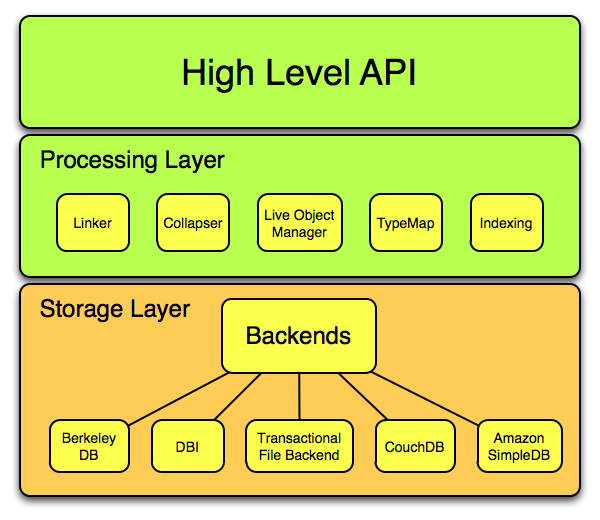 High Level API
Processing Layer
Linker
Collapser
Live Object
Manager
TypeMap
Indexing
Storage Layer
Backends
Berkeley
DB
DBI
Transactional
File Backend
CouchDB
Amazon
SimpleDB